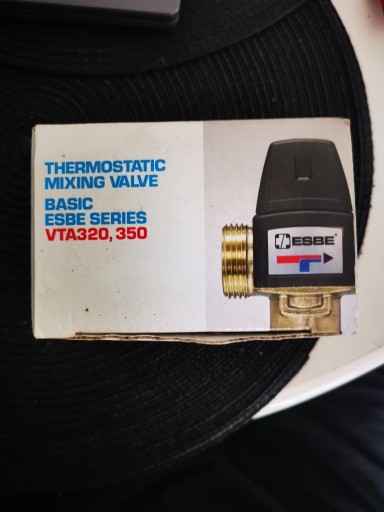 THERMOSTATIC
MIXING VALVE
BASIC
ESBE SERIES
VTA320, 350
ESBE